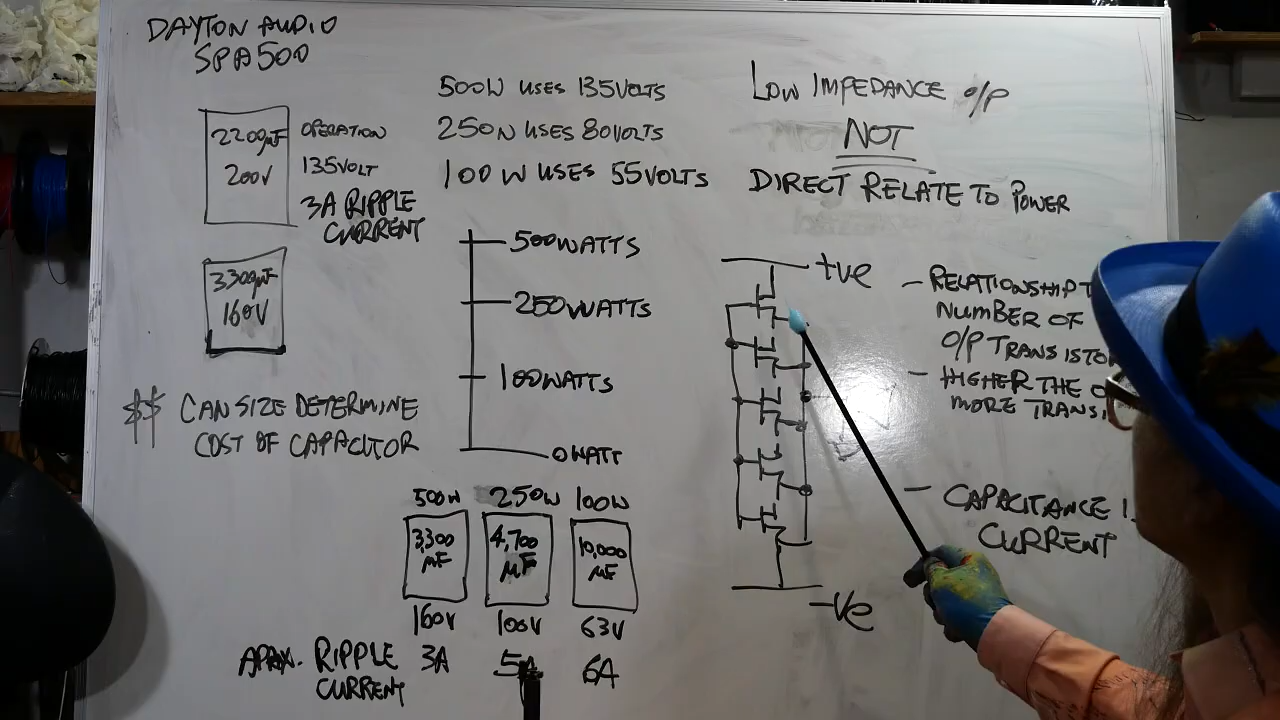 DAYTON AUDIO
SPA500
2200µF
200V
OPERATION
135VOLT
3A RIPPLE
CURRENT
3300µF
160V
$$ CAN SIZE DETERMINE
COST OF CAPACITOR
500W USES 135VOLTS
250W USES 80VOLTS
100W USES 55VOLTS
500WATTS
250WATTS
100WATTS
0WATT
500W 250W 100W
3,300 µF
4,700 µF
10,000 µF
160V 100V 63V
APPX. RIPPLE CURRENT 3A 5A 6A
LOW IMPEDANCE O/P
NOT
DIRECT RELATE TO POWER
+VE
-VE
- RELATIONSHIP
NUMBER OF
O/P
- HIGHER THE
MORE
- CAPACITANCE
CURRENT